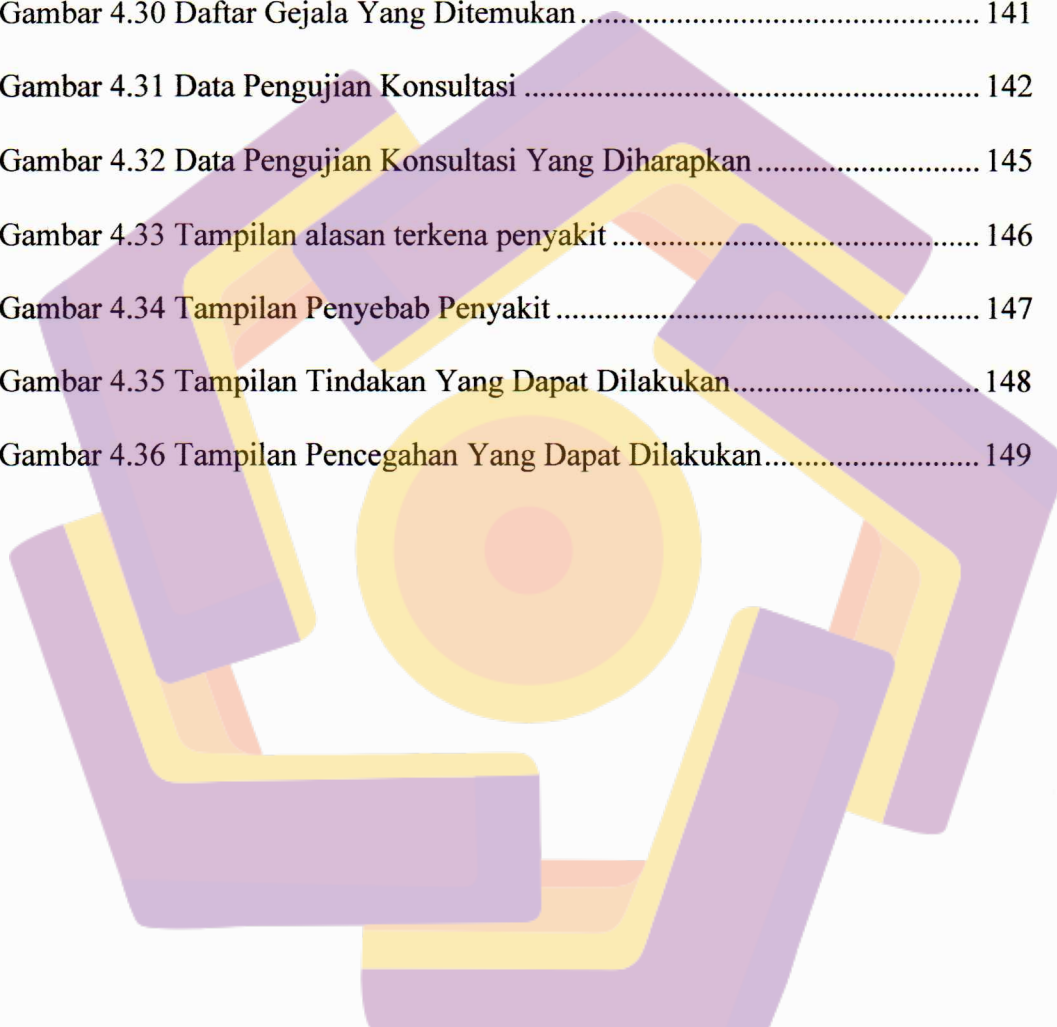 Gambar 4.30 Daftar Gejala Yang Ditemukan ................................................. 141
Gambar 4.31 Data Pengujian Konsultasi ........................................................ 142
Gambar 4.32 Data Pengujian Konsultasi Yang Diharapkan ........................... 145
Gambar 4.33 Tampilan alasan terkena penyakit ............................................. 146
Gambar 4.34 Tampilan Penyebab Penyakit .................................................... 147
Gambar 4.35 Tampilan Tindakan Yang Dapat Dilakukan.............................. 148
Gambar 4.36 Tampilan Pencegahan Yang Dapat Dilakukan.......................... 149